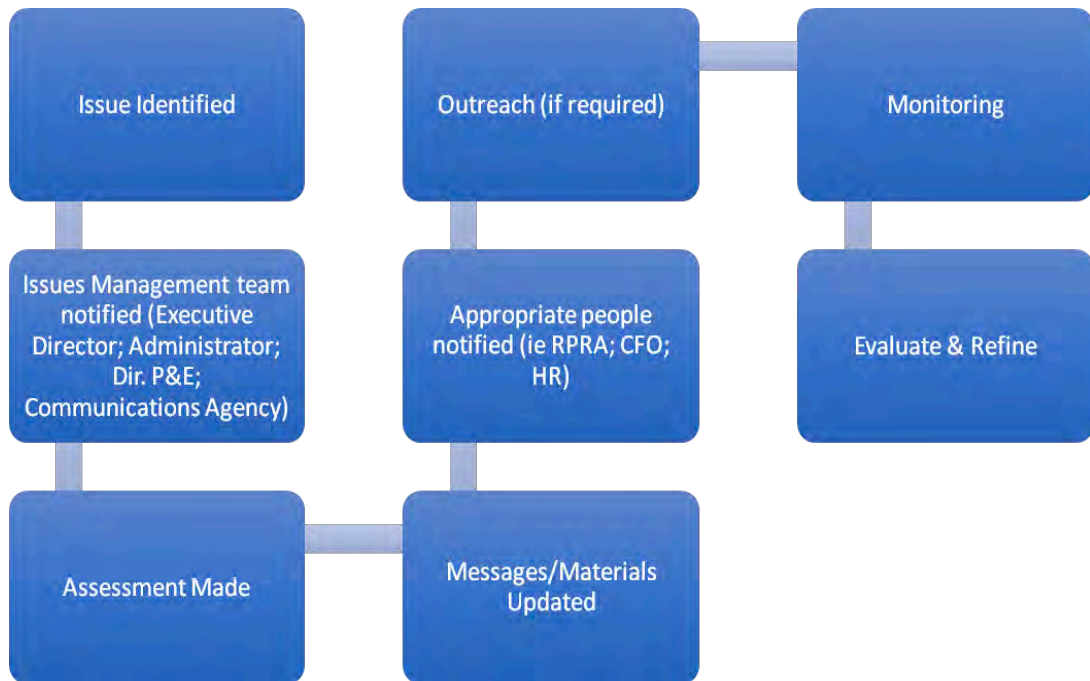 Issue Identified
Issues Management team
notified (Executive
Director; Administrator;
Dir. P&E;
Communications Agency)
Assessment Made
Messages/Materials
Updated
Appropriate people
notified (ie RPRA; CFO;
HR)
Outreach (if required)
Monitoring
Evaluate & Refine